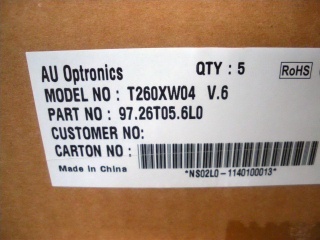 AU Optronics QTY : 5 RoHS
MODEL NO : T260XW04 V.6
PART NO : 97.26T05.6L0
CUSTOMER NO:
CARTON NO :
Made in China *NS02L0-1140100013*